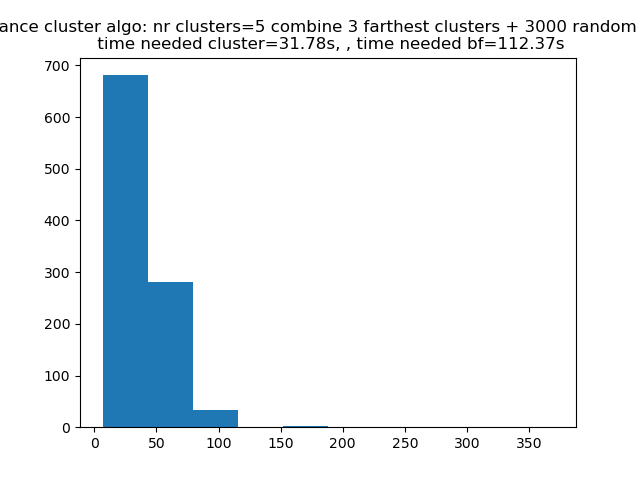 ance cluster algo: nr clusters=5 combine 3 farthest clusters + 3000 random
time needed cluster=31.78s, , time needed bf=112.37s
700
600
500
400
300
200
100
0
0 50 100 150 200 250 300 350